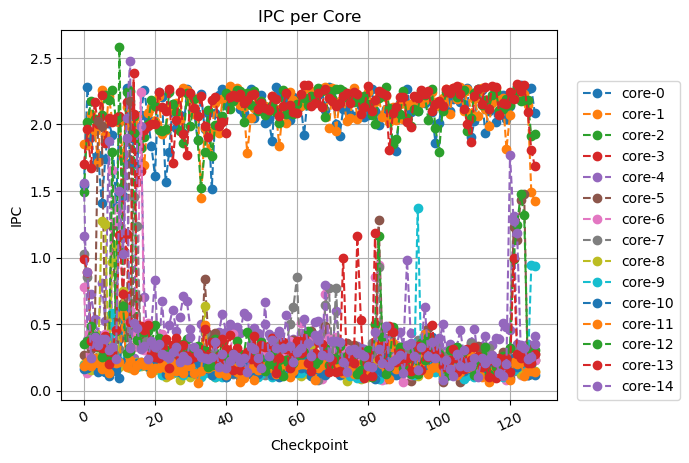 IPC per Core
IPC
2.5
2.0
1.5
1.0
0.5
0.0
0
20
40
60
80
100
120
Checkpoint
core-0
core-1
core-2
core-3
core-4
core-5
core-6
core-7
core-8
core-9
core-10
core-11
core-12
core-13
core-14